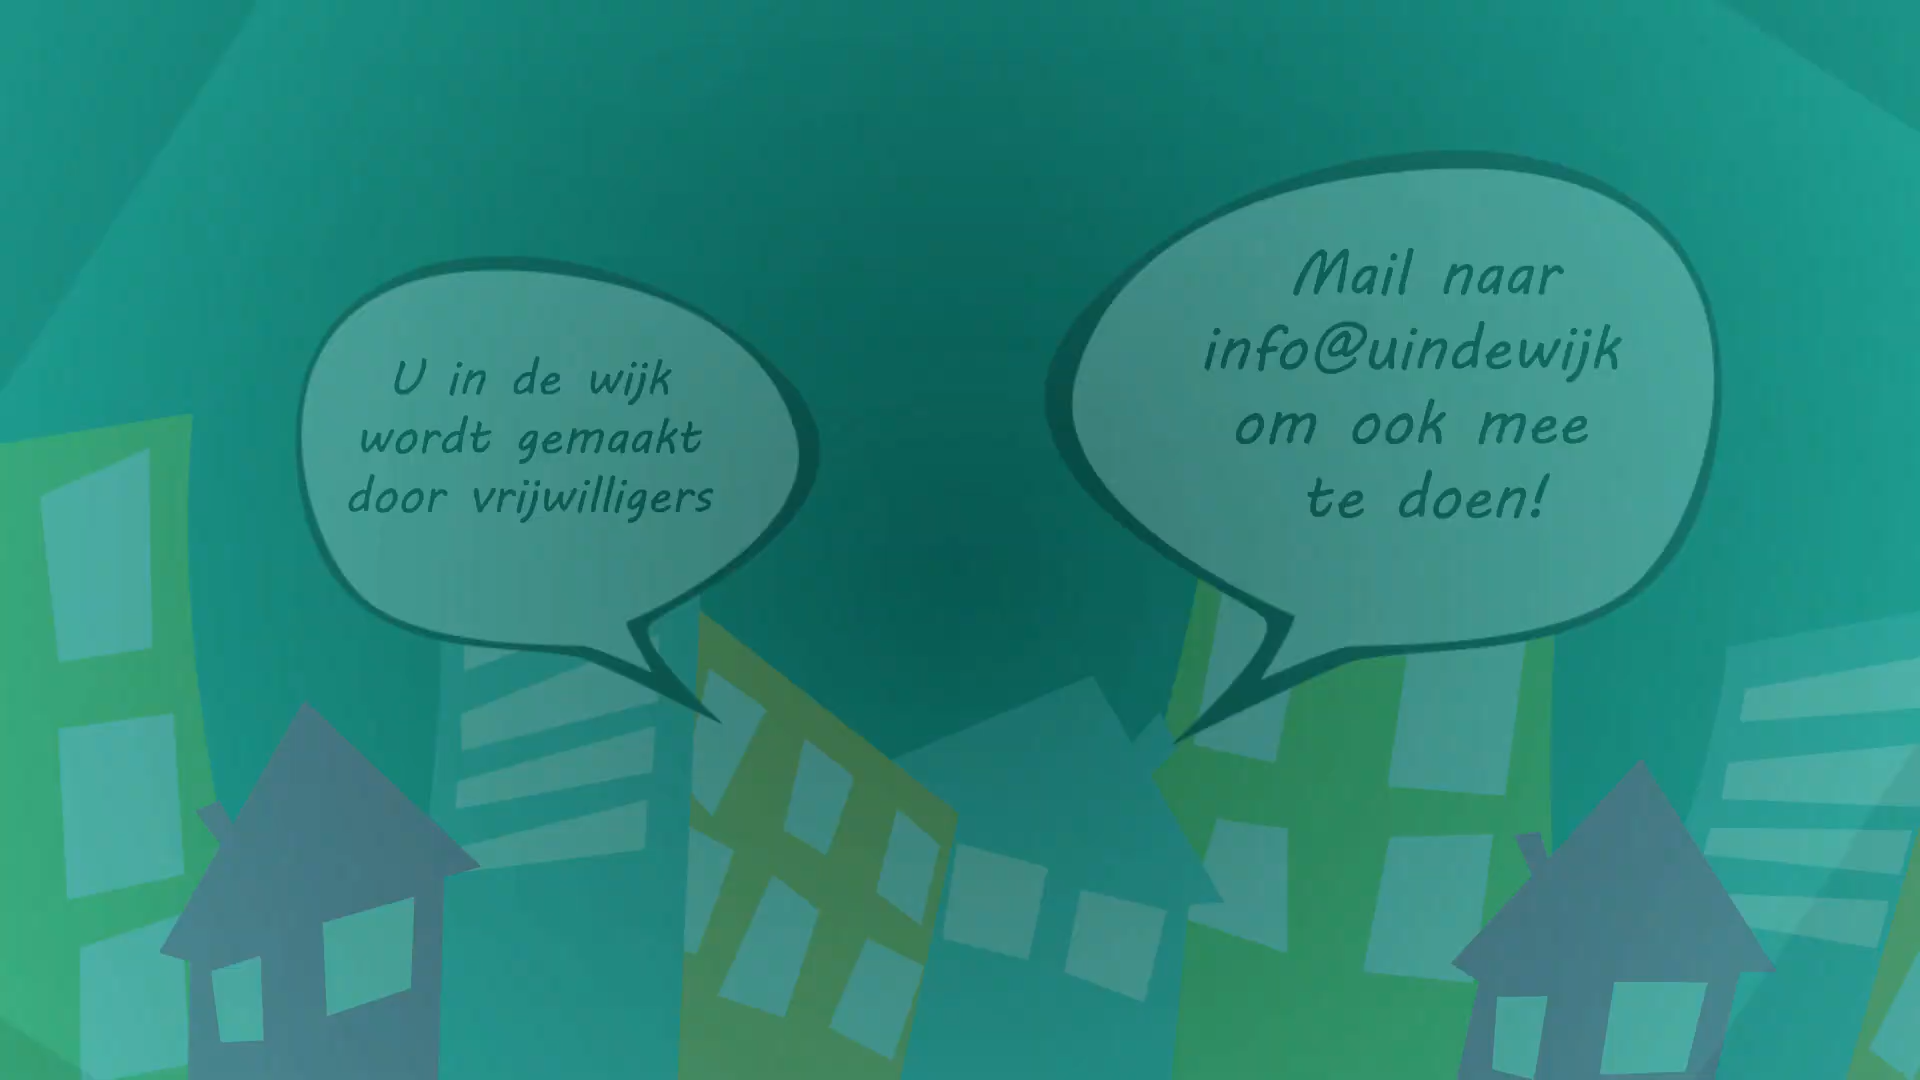 U in de wijk
wordt gemaakt
door vrijwilligers
Mail naar
info@uindewijk
om ook mee
te doen!